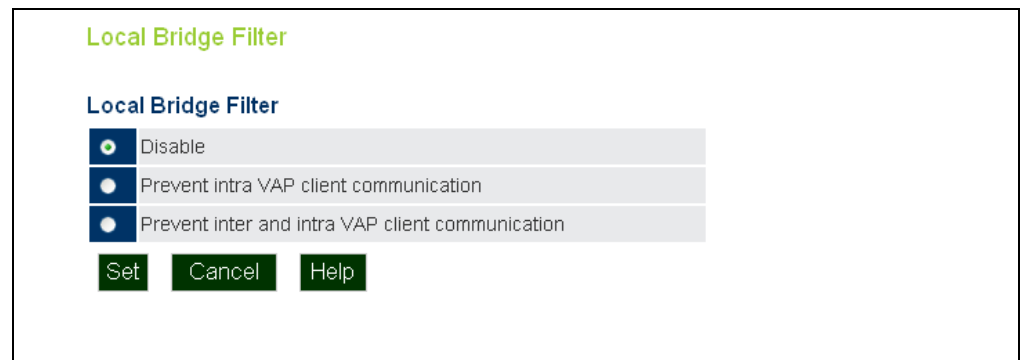 Local Bridge Filter
Local Bridge Filter
Disable
Prevent intra VAP client communication
Prevent inter and intra VAP client communication
Set Cancel Help